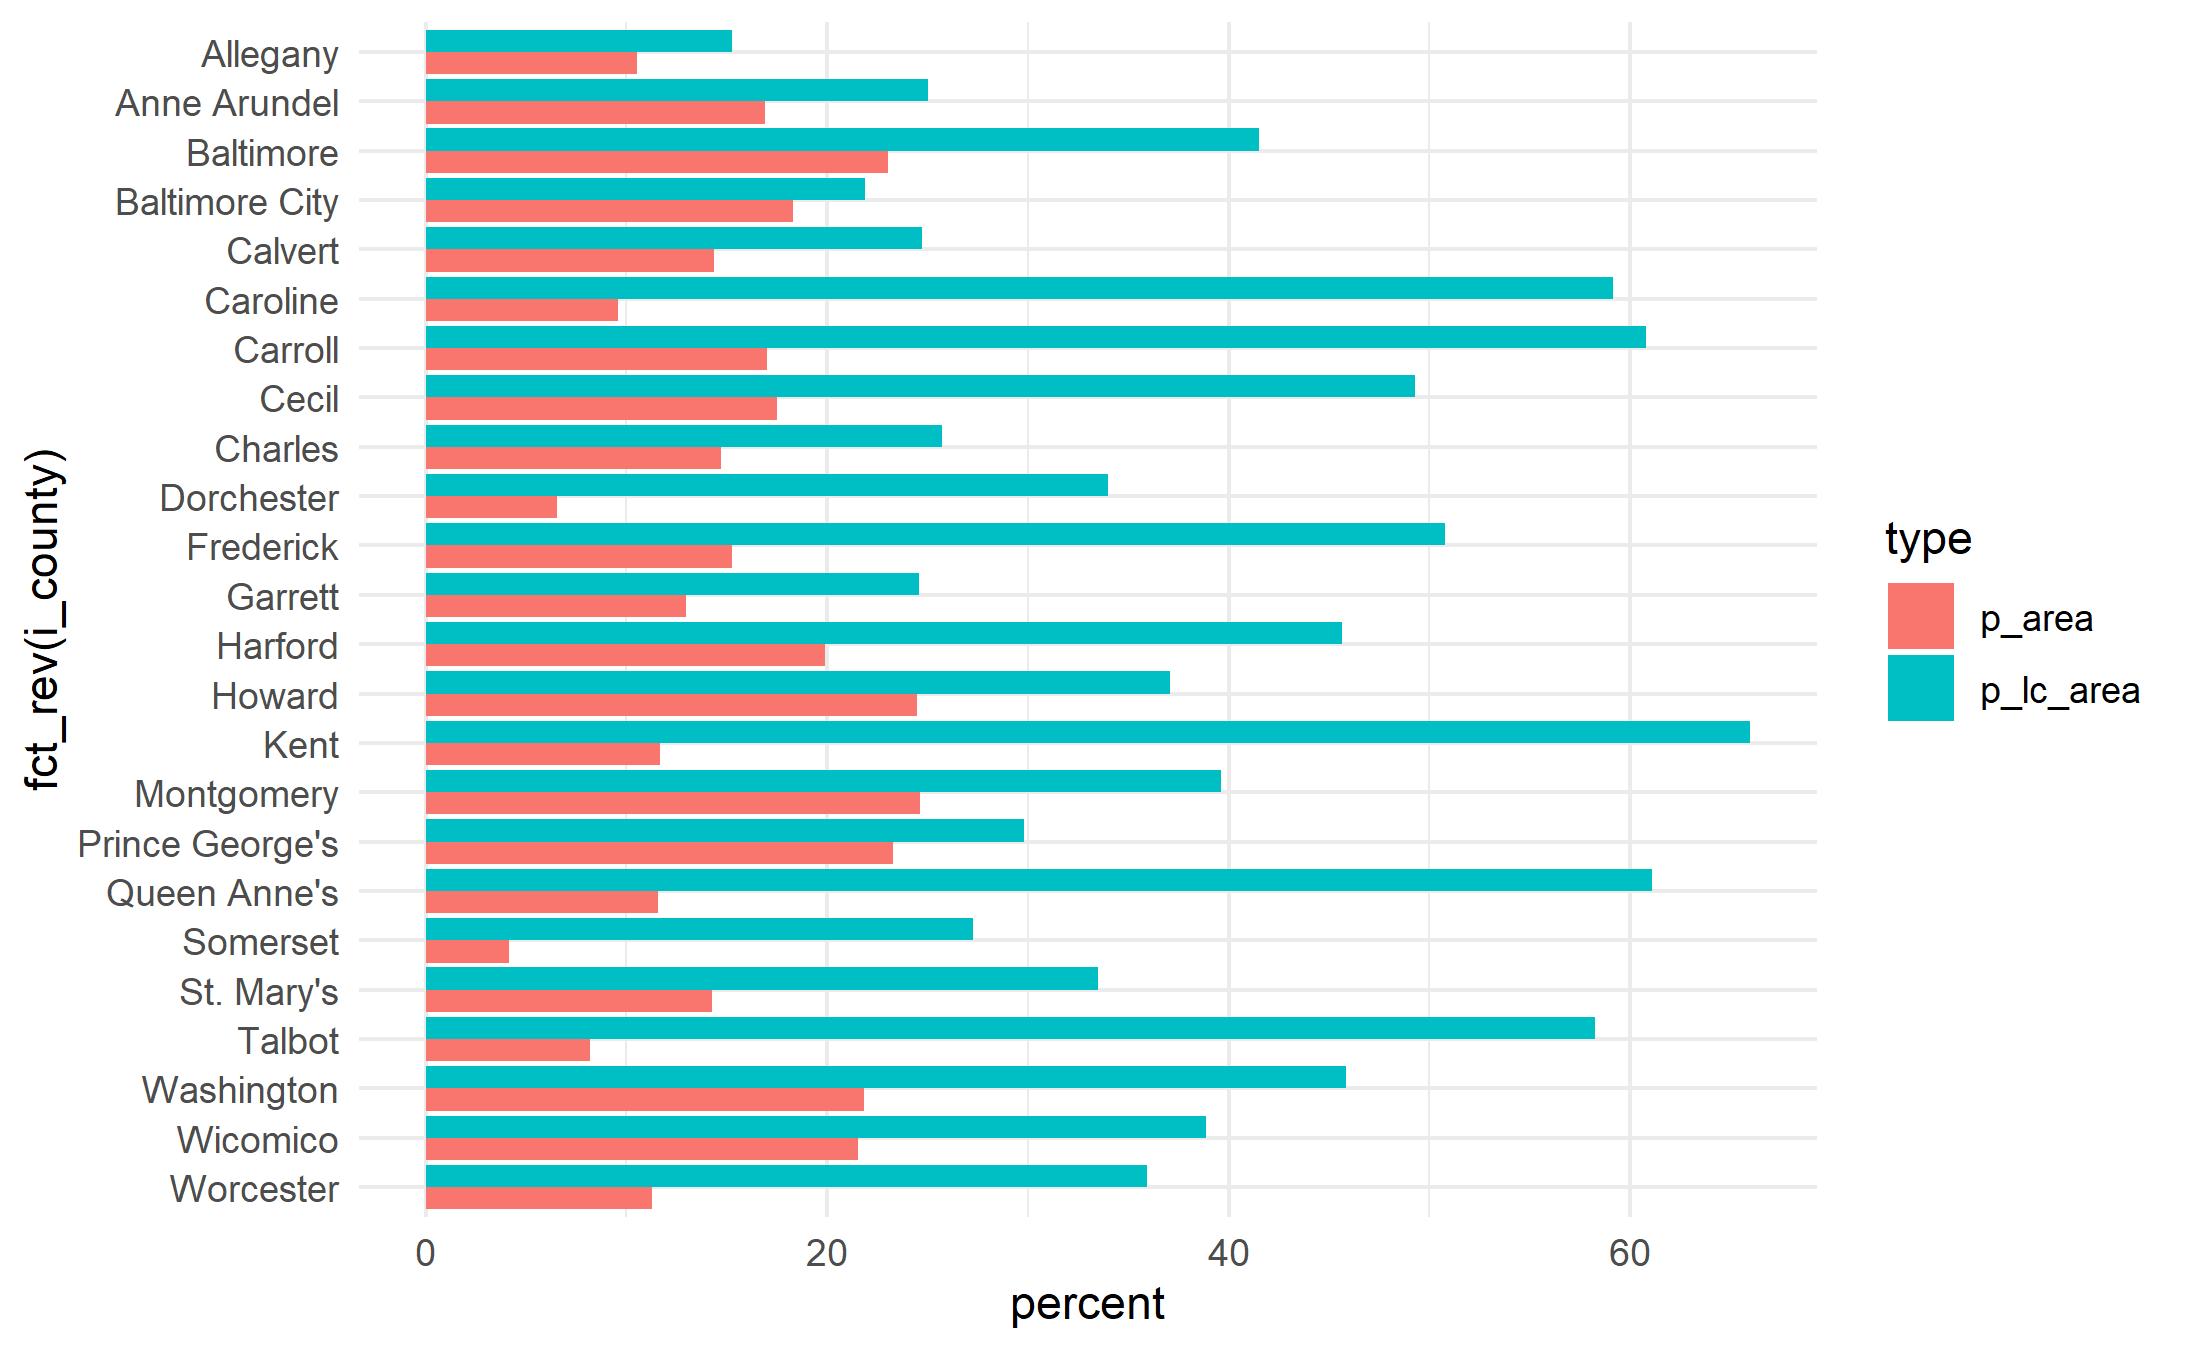 Allegany
Anne Arundel
Baltimore
Baltimore City
Calvert
Caroline
Carroll
Cecil
Charles
Dorchester
Frederick
Garrett
Harford
Howard
Kent
Montgomery
Prince George's
Queen Anne's
Somerset
St. Mary's
Talbot
Washington
Wicomico
Worcester
fct_rev(i_county)
0 20 40 60
percent
type
p_area
p_lc_area